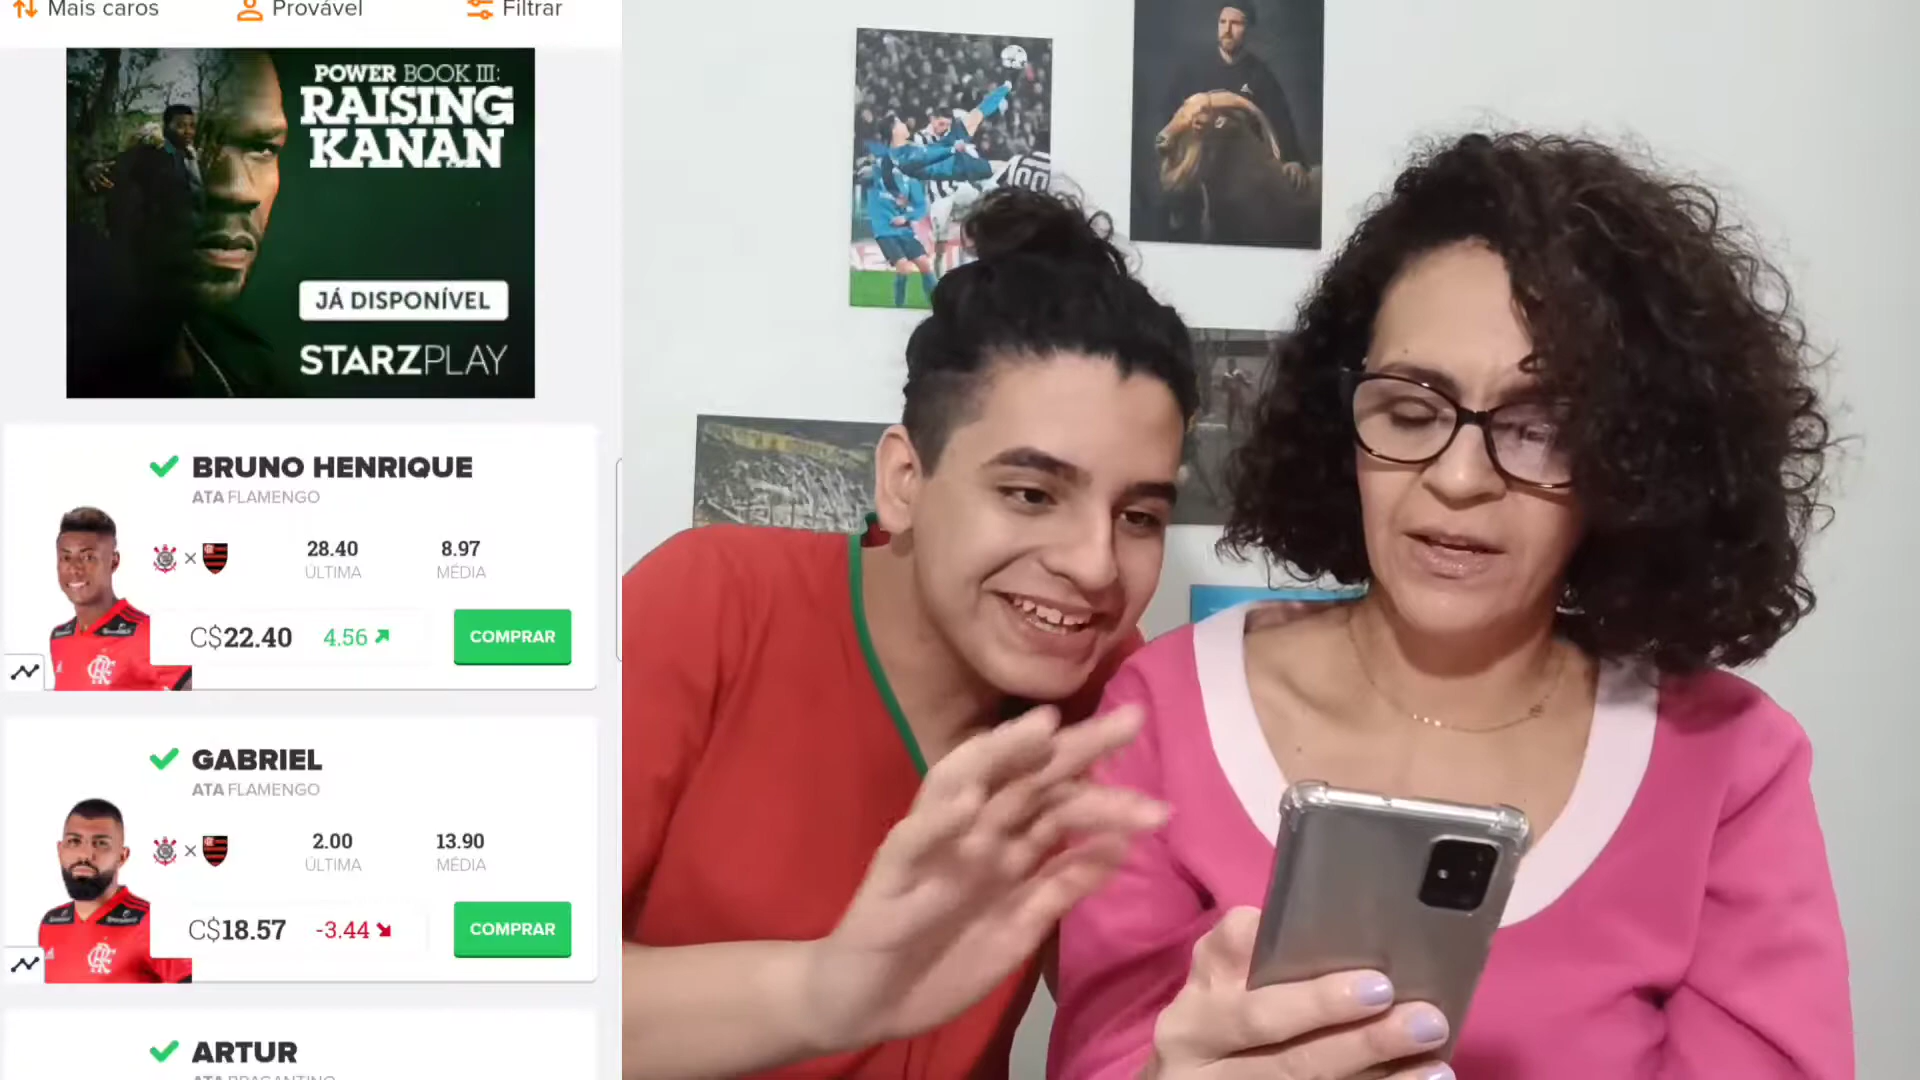 Mais caros
Provável
Filtrar
POWER BOOK III:
RAISING
KANAN
JÁ DISPONÍVEL
STARZPLAY
BRUNO HENRIQUE
ATA FLAMENGO
28.40
8.97
ÚLTIMA
MÉDIA
C$22.40
4.56
COMPRAR
GABRIEL
ATA FLAMENGO
2.00
13.90
ÚLTIMA
MÉDIA
C$18.57
-3.44
COMPRAR
ARTUR
ATA BRAGANTINO